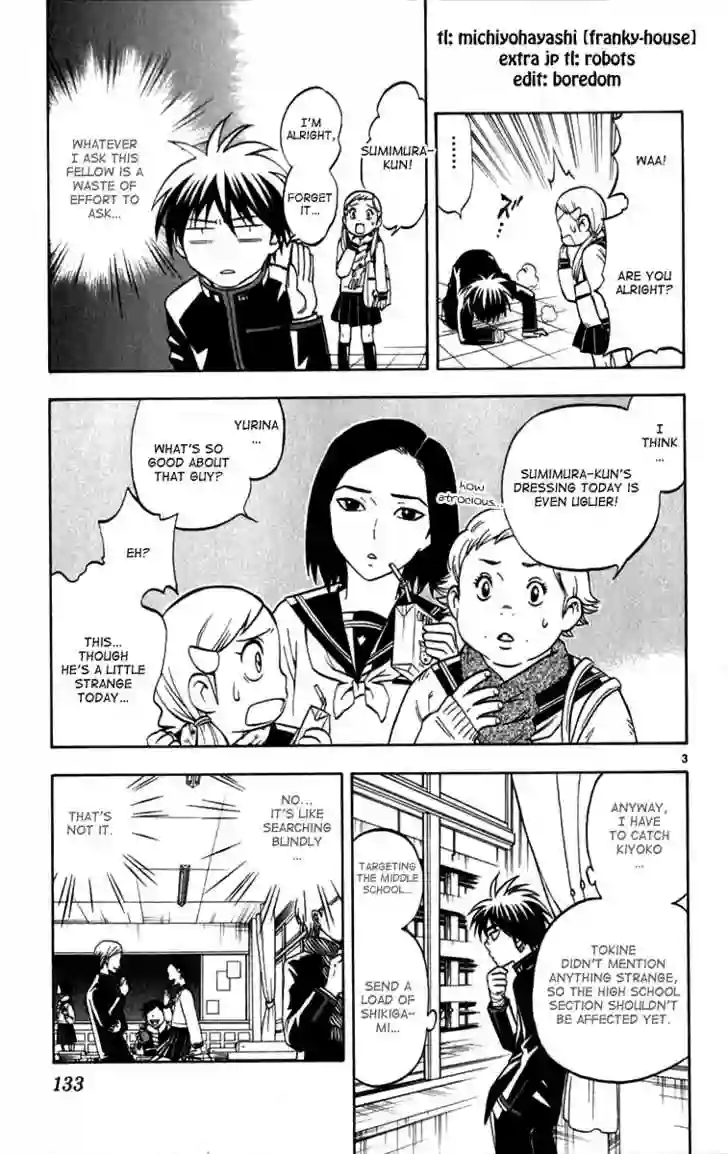 tl: michiyohayashi [franky-house]
extra jp tl: robots
edit: boredom
WAA!
.......
ARE YOU
ALRIGHT?
SUMIMURA-
KUN!
I'M
ALRIGHT,
FORGET
IT...
WHATEVER
I ASK THIS
FELLOW IS A
WASTE OF
EFFORT TO
ASK...
I
THINK
...
SUMIMURA-KUN'S
DRESSING TODAY IS
EVEN UGLIER!
how
atrocious...
YURINA
...
WHAT'S SO
GOOD ABOUT
THAT GUY?
EH?
THIS...
THOUGH
HE'S A LITTLE
STRANGE
TODAY...
3
ANYWAY,
I HAVE
TO CATCH
KIYOKO
...
TOKINE
DIDN'T MENTION
ANYTHING STRANGE,
SO THE HIGH SCHOOL
SECTION SHOULDN'T
BE AFFECTED YET.
TARGETING
THE MIDDLE
SCHOOL...
SEND A
LOAD OF
SHIKIGA-
MI...
NO...
IT'S LIKE
SEARCHING
BLINDLY
...
THAT'S
NOT IT.
133